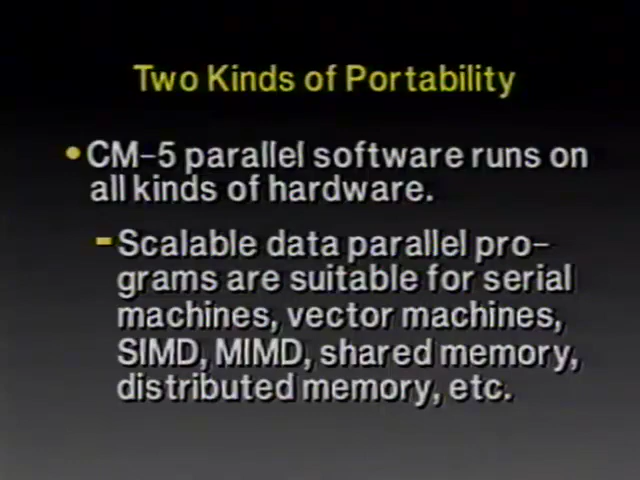 Two Kinds of Portability
• CM-5 parallel software runs on
all kinds of hardware.
- Scalable data parallel pro-
grams are suitable for serial
machines, vector machines,
SIMD, MIMD, shared memory,
distributed memory, etc.